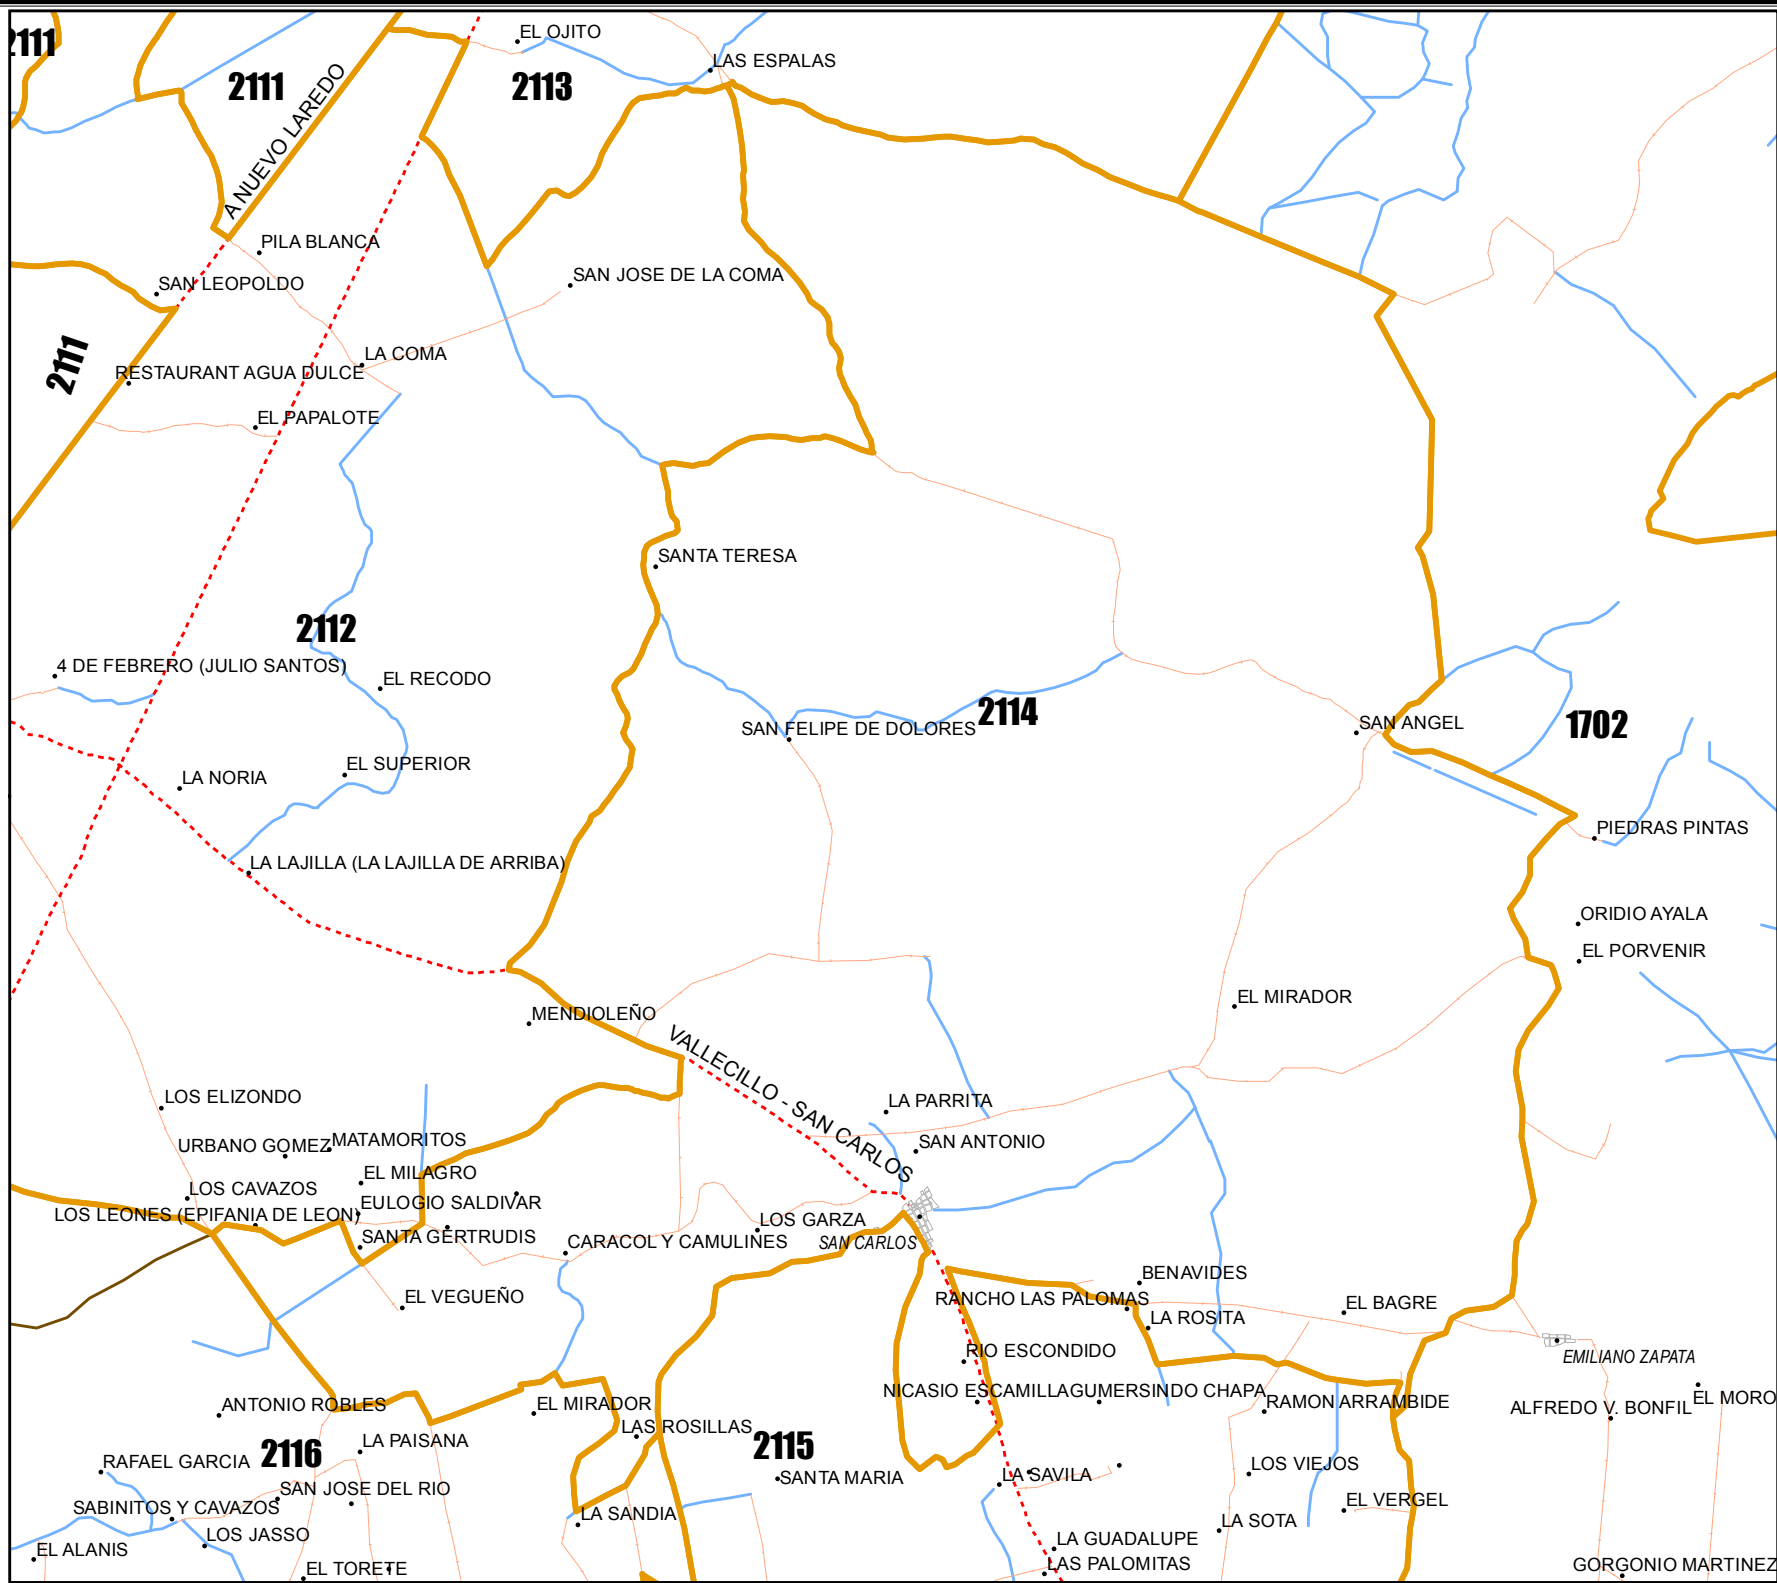 2111
EL OJITO
LAS ESPALAS
2111
2113
A NUEVO LAREDO
PILA BLANCA
SAN LEOPOLDO
SAN JOSE DE LA COMA
2111
LA COMA
RESTAURANT AGUA DULCE
EL PAPALOTE
SANTA TERESA
2112
4 DE FEBRERO (JULIO SANTOS)
EL RECODO
2114
SAN FELIPE DE DOLORES
SAN ANGEL
1702
EL SUPERIOR
LA NORIA
PIEDRAS PINTAS
LA LAJILLA (LA LAJILLA DE ARRIBA)
ORIDIO AYALA
EL PORVENIR
EL MIRADOR
MENDIOLEÑO
VALLECILLO - SAN CARLOS
LOS ELIZONDO
LA PARRITA
URBANO GOMEZ
MATAMORITOS
SAN ANTONIO
EL MILAGRO
LOS CAVAZOS
EULOGIO SALDIVAR
LOS LEONES (EPIFANIA DE LEON)
SANTA GERTRUDIS
LOS GARZA
CARACOL Y CAMULINES
SAN CARLOS
BENAVIDES
EL VEGUEÑO
RANCHO LAS PALOMAS
EL BAGRE
LA ROSITA
RIO ESCONDIDO
EMILIANO ZAPATA
NICASIO ESCAMILLA
GUMERSINDO CHAPA
ANTONIO ROBLES
EL MIRADOR
RAMON ARRAMBIDE
ALFREDO V. BONFIL
EL MORO
LAS ROSILLAS
LA PAISANA
2116
2115
RAFAEL GARCIA
SANTA MARIA
LA SAVILA
LOS VIEJOS
SAN JOSE DEL RIO
SABINITOS Y CAVAZOS
EL VERGEL
LA SANDIA
LA SOTA
LOS JASSO
LA GUADALUPE
EL ALANIS
EL TORETE
LAS PALOMITAS
GORGONIO MARTINEZ